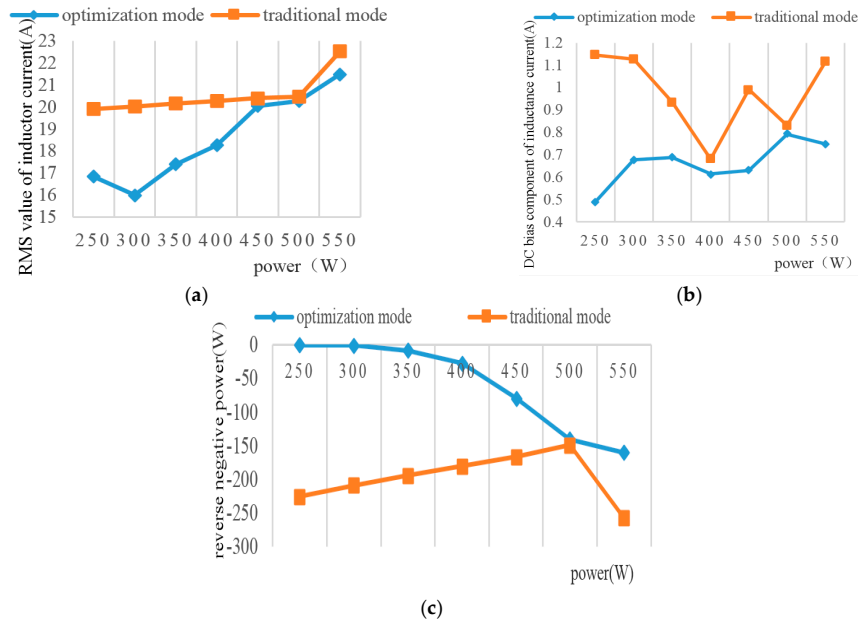 optimization mode traditional mode
RMS value of inductor current(A)
23
22
21
20
19
18
17
16
15
250 300 350 400 450 500 550
power（W）
(a)
optimization mode traditional mode
DC bias component of inductance current(A)
1.2
1.1
1
0.9
0.8
0.7
0.6
0.5
0.4
250 300 350 400 450 500 550
power（W）
(b)
optimization mode traditional mode
reverse negative power(W)
0
-50
-100
-150
-200
-250
-300
250 300 350 400 450 500 550
power(W)
(c)